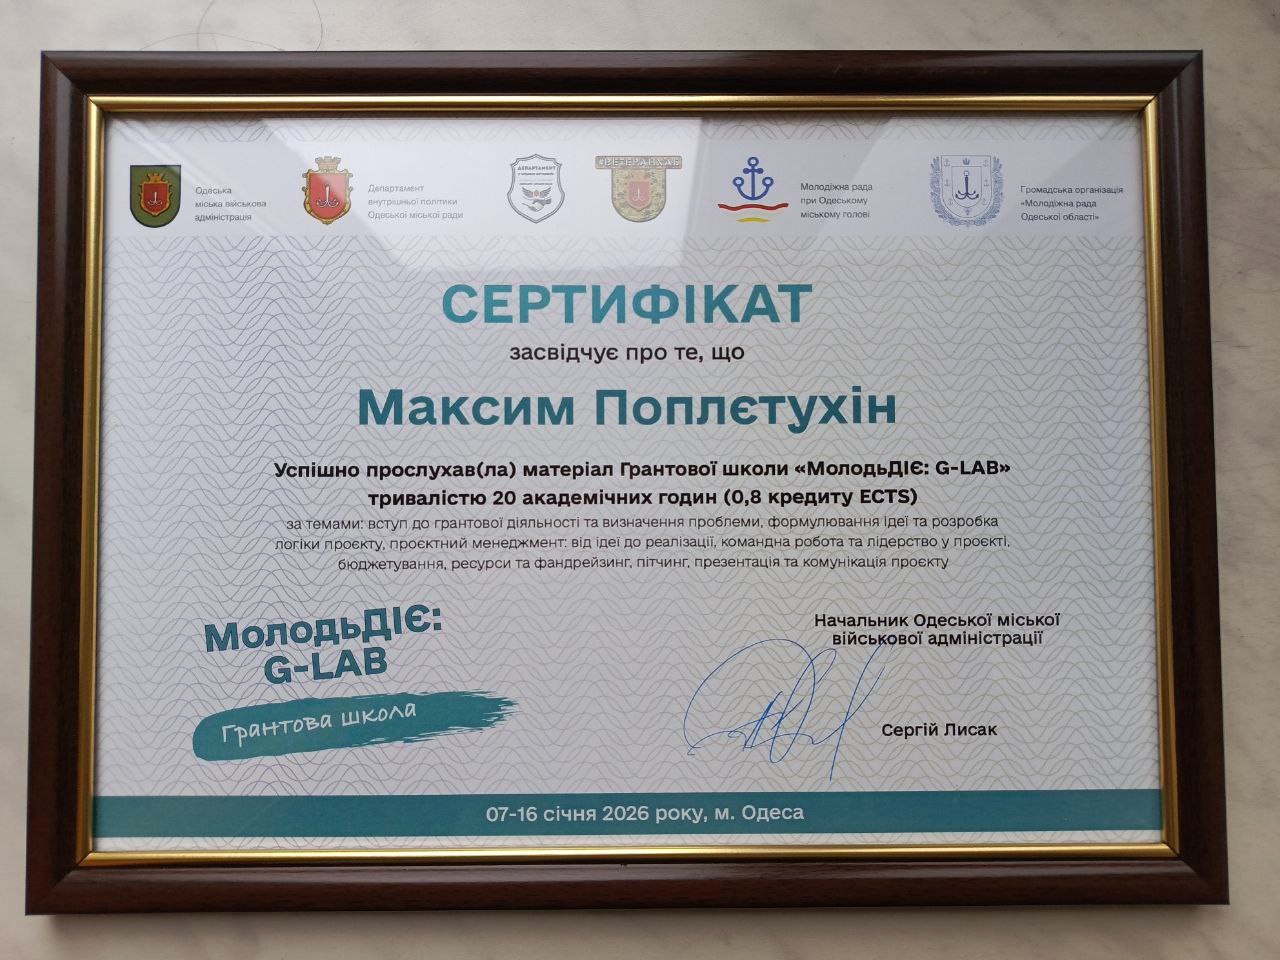 Одеська
міська військова
адміністрація
Департамент
внутрішньої політики
Одеської міської ради
ДЕПАРТАМЕНТ
#ВЕТЕРАНХАБ
Молодіжна рада
при Одеському
міському голові
Громадська організація
«Молодіжна рада
Одеської області»
СЕРТИФІКАТ
засвідчує про те, що
Максим Поплєтухін
Успішно прослухав(ла) матеріал Грантової школи «МолодьДІЄ: G-LAB»
тривалістю 20 академічних годин (0,8 кредиту ECTS)
за темами: вступ до грантової діяльності та визначення проблеми, формулювання ідеї та розробка
логіки проєкту, проєктний менеджмент: від ідеї до реалізації, командна робота та лідерство у проєкті,
бюджетування, ресурси та фандрейзинг, пітчинг, презентація та комунікація проєкту
МолодьДІЄ:
G-LAB
Грантова школа
Начальник Одеської міської
військової адміністрації
Сергій Лисак
07-16 січня 2026 року, м. Одеса